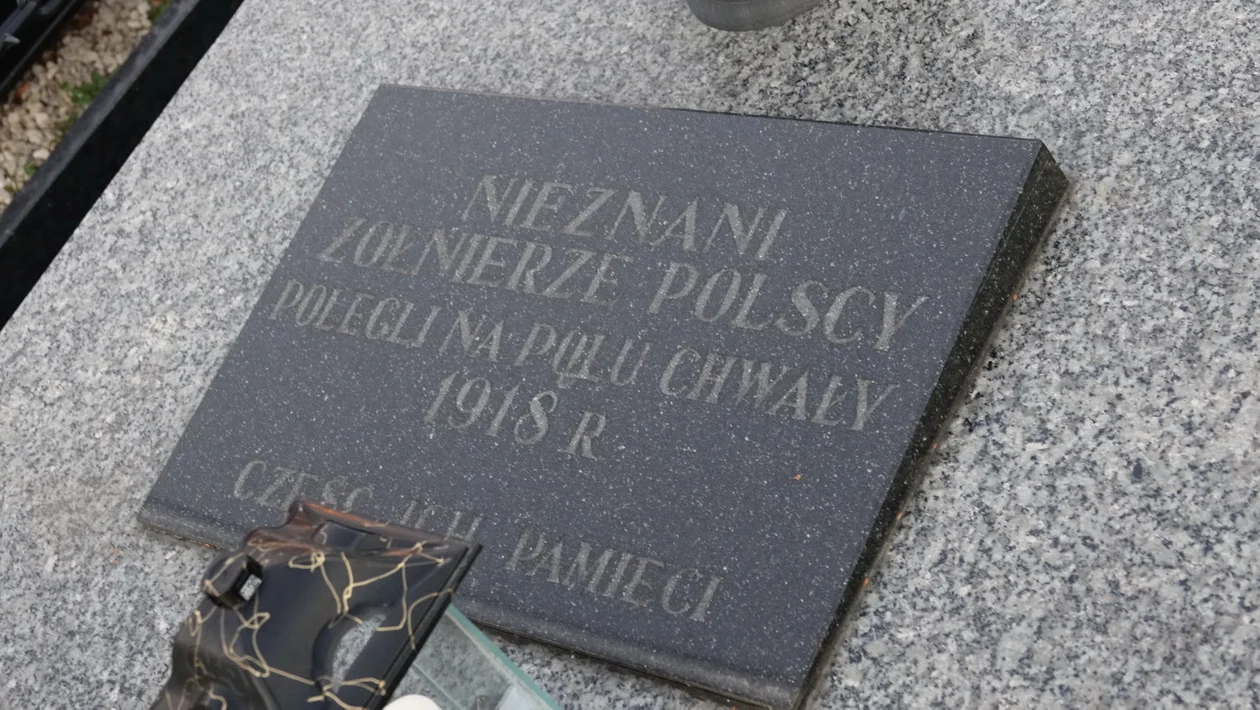 NIEZNANI
ŻOŁNIERZE POLSCY
POLEGLI NA POLU CHWAŁY
1918 R
CZEŚĆ ICH PAMIĘCI